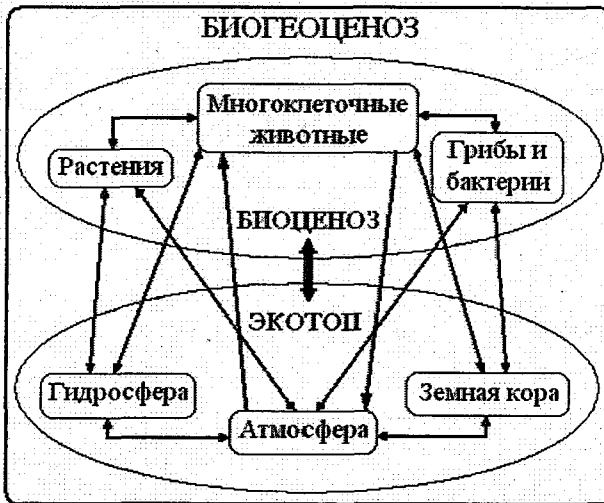 БИОГЕОЦЕНОЗ
Многоклеточные
животные
Растения
Грибы и
бактерии
БИОЦЕНОЗ
ЭКОТОП
Гидросфера
Земная кора
Атмосфера